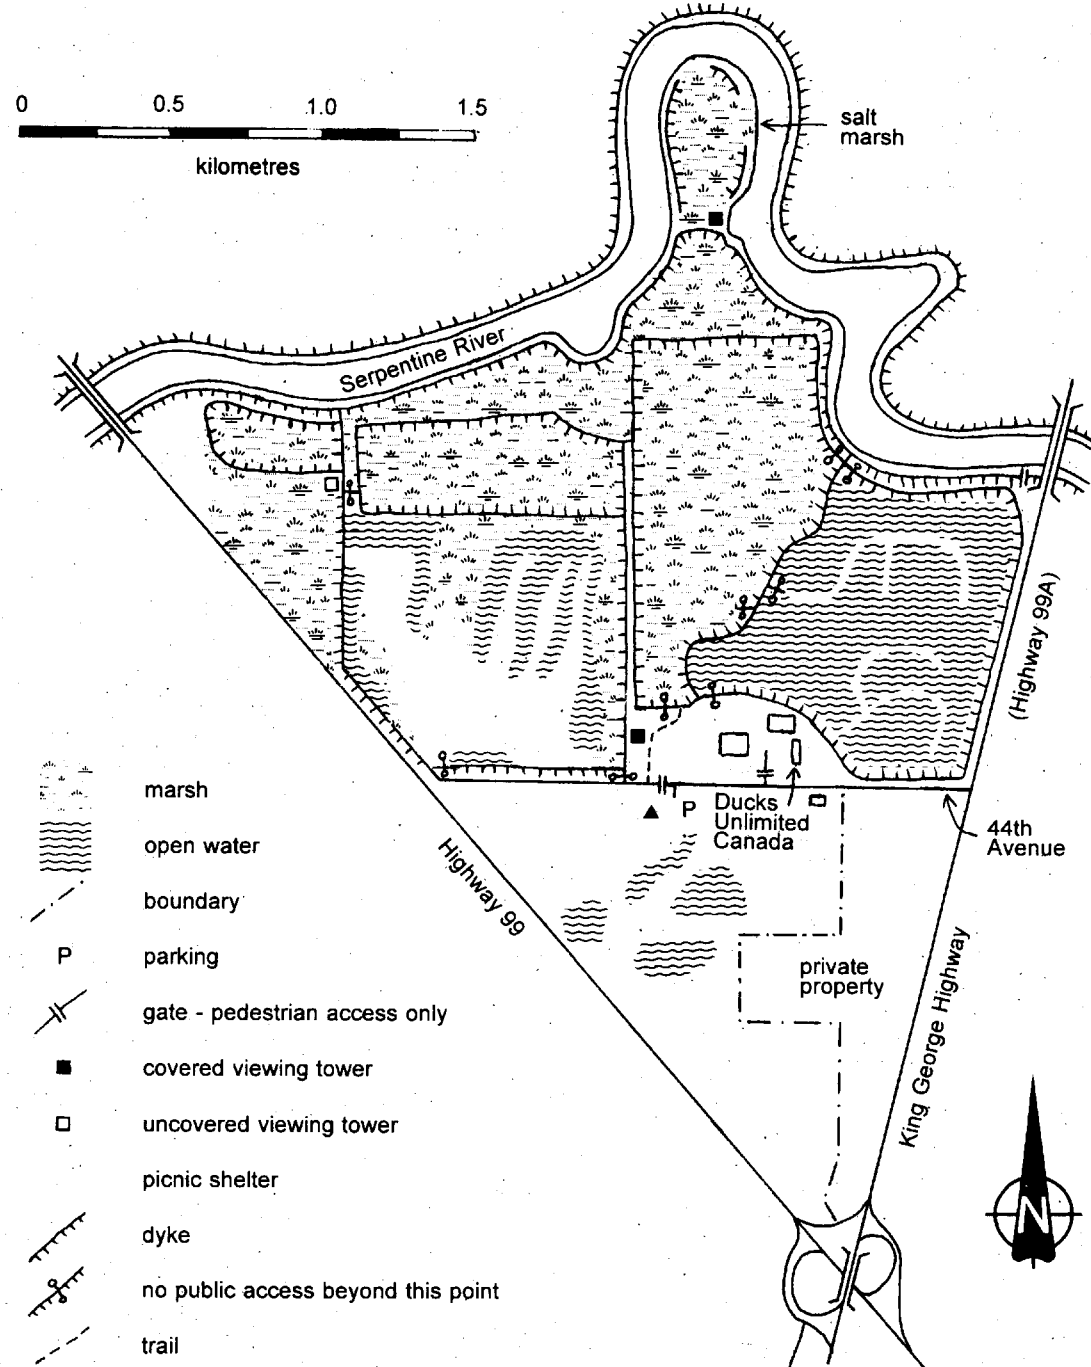 0 0.5 1.0 1.5
kilometres
salt
marsh
Serpentine River
(Highway 99A)
Ducks
Unlimited
Canada
P
44th
Avenue
Highway 99
private
property
King George Highway
marsh
open water
boundary
P parking
gate - pedestrian access only
covered viewing tower
uncovered viewing tower
picnic shelter
dyke
no public access beyond this point
trail
N